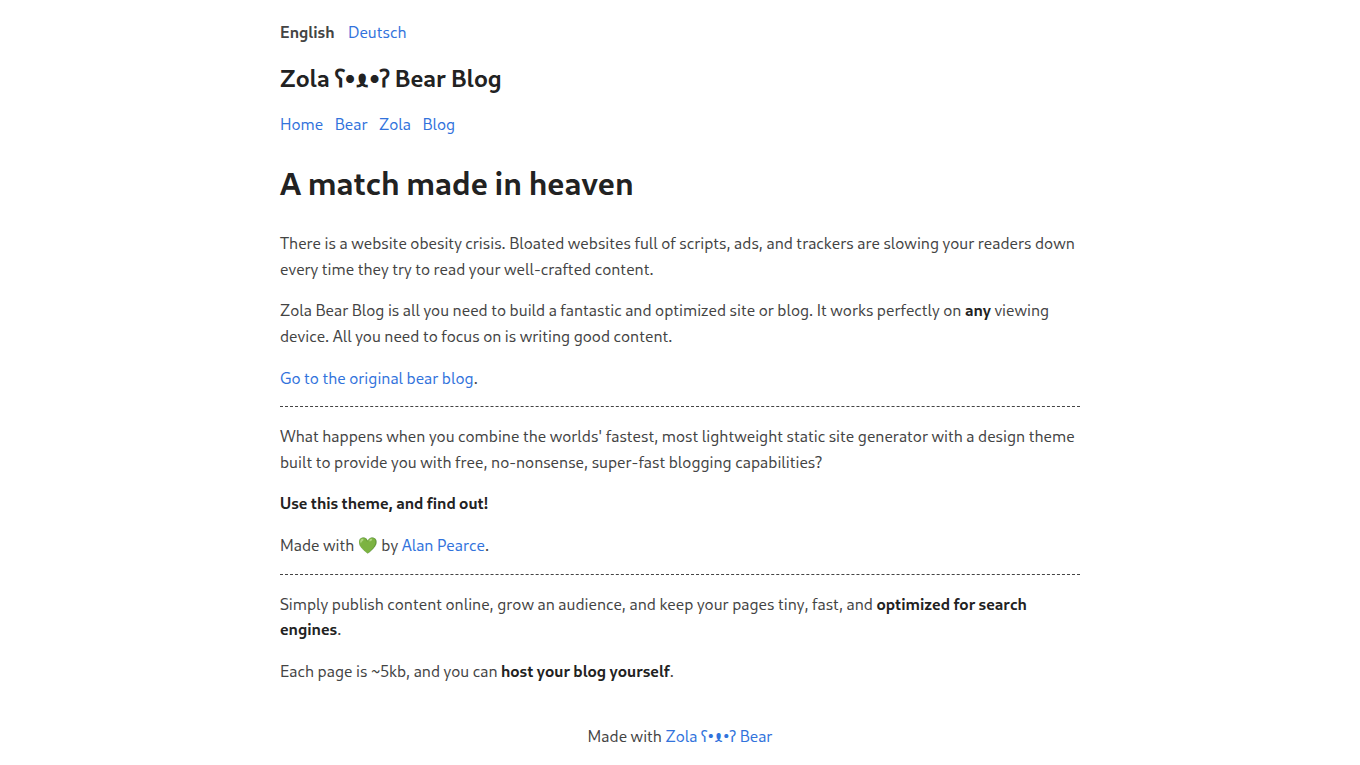 English Deutsch
Zola ʕ•ᴥ•ʔ Bear Blog
Home Bear Zola Blog
A match made in heaven
There is a website obesity crisis. Bloated websites full of scripts, ads, and trackers are slowing your readers down
every time they try to read your well-crafted content.
Zola Bear Blog is all you need to build a fantastic and optimized site or blog. It works perfectly on any viewing
device. All you need to focus on is writing good content.
Go to the original bear blog.
What happens when you combine the worlds' fastest, most lightweight static site generator with a design theme
built to provide you with free, no-nonsense, super-fast blogging capabilities?
Use this theme, and find out!
Made with 💚 by Alan Pearce.
Simply publish content online, grow an audience, and keep your pages tiny, fast, and optimized for search
engines.
Each page is ~5kb, and you can host your blog yourself.
Made with Zola ʕ•ᴥ•ʔ Bear